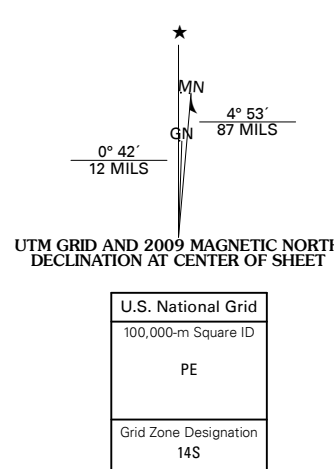 ★
MN
4° 53´
87 MILS
GN
0° 42´
12 MILS
UTM GRID AND 2009 MAGNETIC NORTH
DECLINATION AT CENTER OF SHEET
U.S. National Grid
100,000-m Square ID
PE
Grid Zone Designation
14S